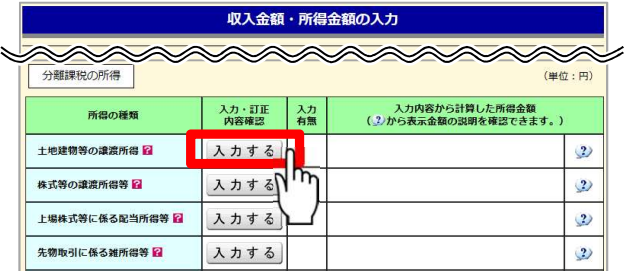 収入金額・所得金額の入力
分離課税の所得
(単位：円)
所得の種類
入力・訂正
内容確認
入力
有無
入力内容から計算した所得金額
(?から表示金額の説明を確認できます。)
土地建物等の譲渡所得 ?
入力する
?
株式等の譲渡所得等 ?
入力する
?
上場株式等に係る配当所得等 ?
入力する
?
先物取引に係る雑所得等 ?
入力する
?